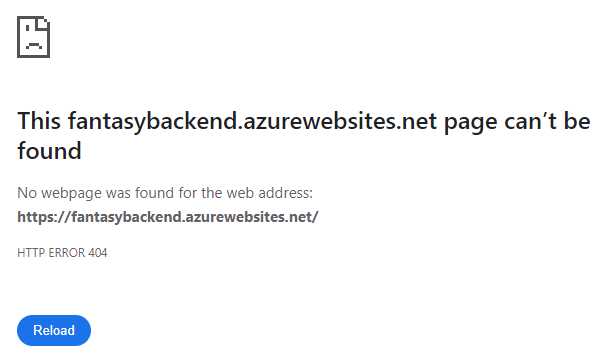 This fantasybackend.azurewebsites.net page can’t be
found
No webpage was found for the web address:
https://fantasybackend.azurewebsites.net/
HTTP ERROR 404
Reload